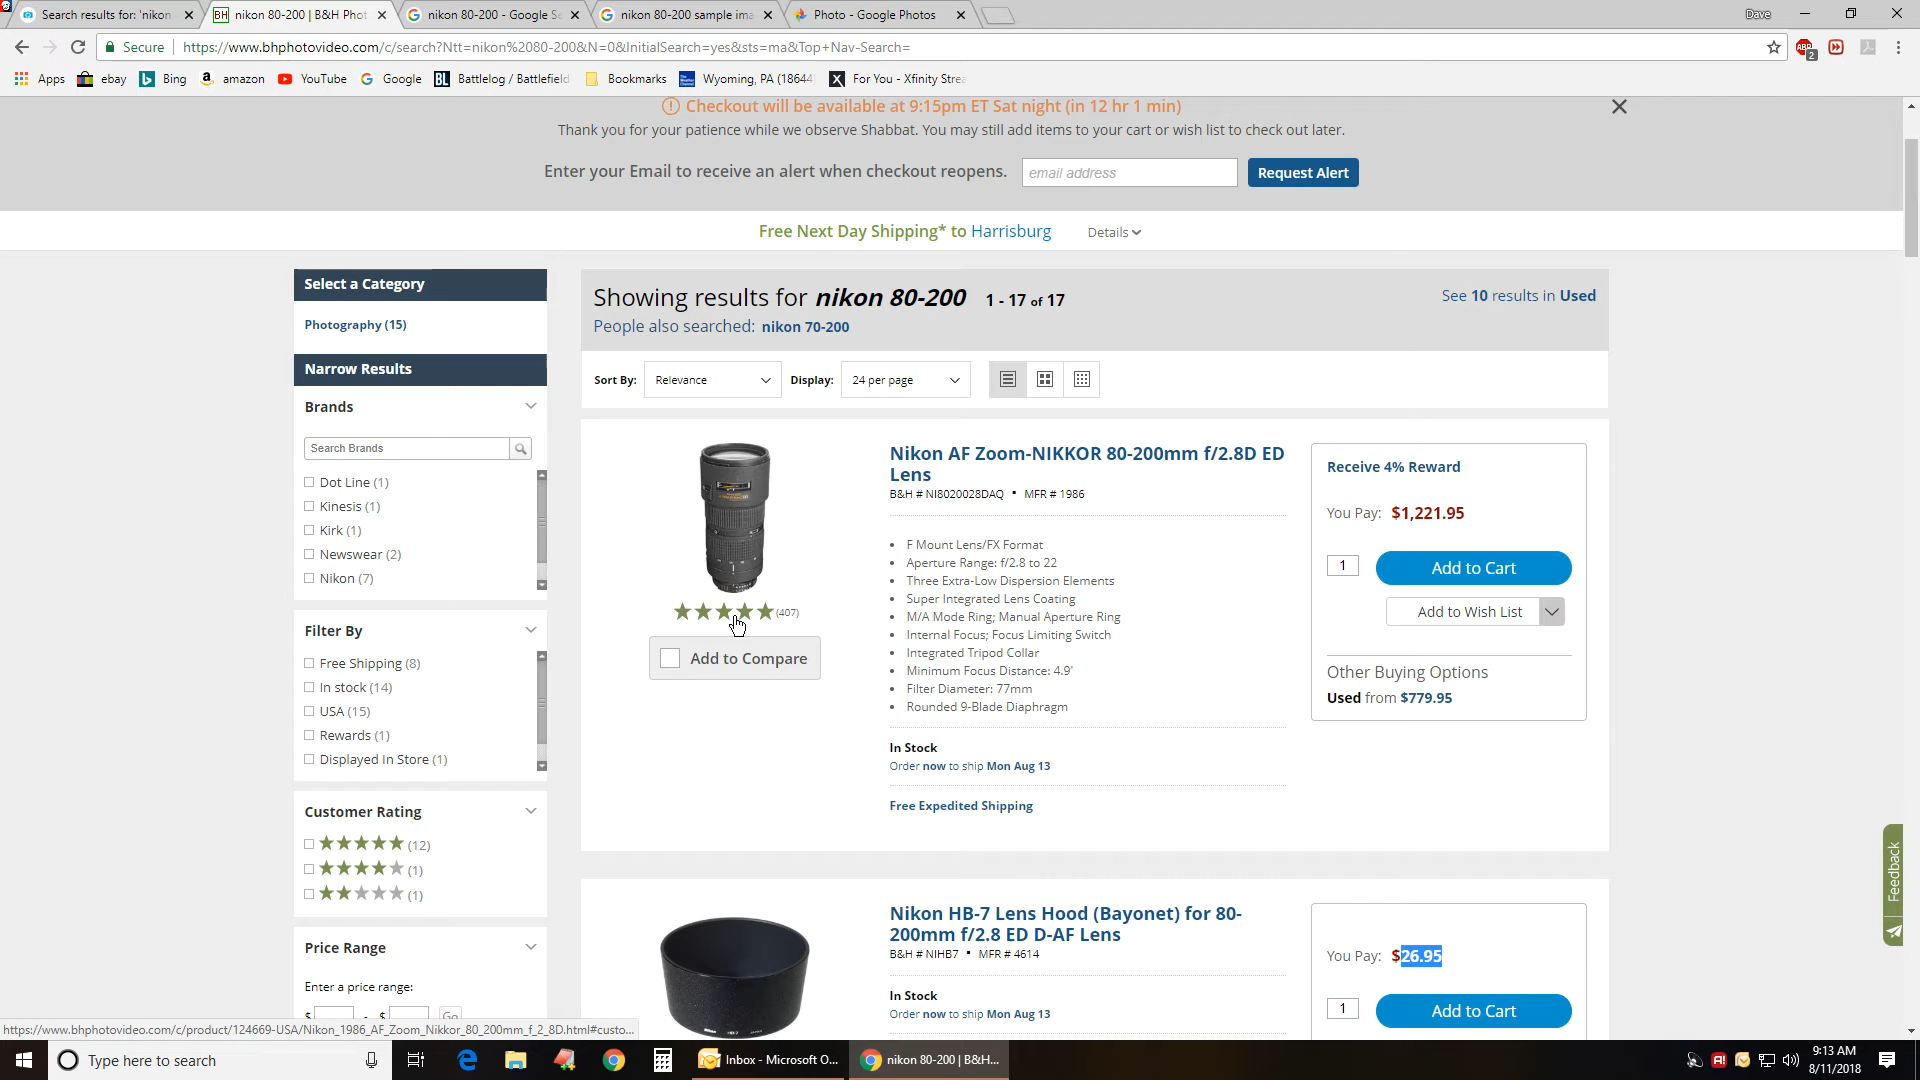 Search results for: 'nikon
nikon 80-200 | B&H Phot
nikon 80-200 - Google Se
nikon 80-200 sample ima
Photo - Google Photos
Dave
Secure
https://www.bhphotovideo.com/c/search?Ntt=nikon%2080-200&N=0&InitialSearch=yes&sts=ma&Top+Nav-Search=
ABP
2
Apps
ebay
Bing
amazon
YouTube
Google
BL
Battlelog / Battlefield
Bookmarks
Wyoming, PA (18644)
For You - Xfinity Strea
Checkout will be available at 9:15pm ET Sat night (in 12 hr 1 min)
Thank you for your patience while we observe Shabbat. You may still add items to your cart or wish list to check out later.
Enter your Email to receive an alert when checkout reopens.
email address
Request Alert
Free Next Day Shipping* to Harrisburg
Details
Select a Category
Photography (15)
Narrow Results
Brands
Search Brands
Dot Line (1)
Kinesis (1)
Kirk (1)
Newswear (2)
Nikon (7)
Filter By
Free Shipping (8)
In stock (14)
USA (15)
Rewards (1)
Displayed In Store (1)
Customer Rating
(12)
(1)
(1)
Price Range
Enter a price range:
$ - $ Go
Showing results for nikon 80-200 1 - 17 of 17
See 10 results in Used
People also searched: nikon 70-200
Sort By: Relevance
Display: 24 per page
(407)
Add to Compare
Nikon AF Zoom-NIKKOR 80-200mm f/2.8D ED
Lens
B&H # NI8020028DAQ • MFR # 1986
• F Mount Lens/FX Format
• Aperture Range: f/2.8 to 22
• Three Extra-Low Dispersion Elements
• Super Integrated Lens Coating
• M/A Mode Ring; Manual Aperture Ring
• Internal Focus; Focus Limiting Switch
• Integrated Tripod Collar
• Minimum Focus Distance: 4.9'
• Filter Diameter: 77mm
• Rounded 9-Blade Diaphragm
In Stock
Order now to ship Mon Aug 13
Free Expedited Shipping
Receive 4% Reward
You Pay: $1,221.95
1
Add to Cart
Add to Wish List
Other Buying Options
Used from $779.95
Nikon HB-7 Lens Hood (Bayonet) for 80-
200mm f/2.8 ED D-AF Lens
B&H # NIHB7 • MFR # 4614
In Stock
Order now to ship Mon Aug 13
You Pay: $26.95
1
Add to Cart
Feedback
https://www.bhphotovideo.com/c/product/124669-USA/Nikon_1986_AF_Zoom_Nikkor_80_200mm_f_2_8D.html#custo...
Type here to search
Inbox - Microsoft O...
nikon 80-200 | B&H...
9:13 AM
8/11/2018